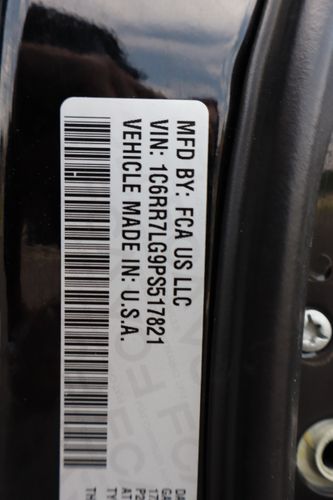 MFD BY: FCA US LLC
VIN: 1C6RR7LG9PS517821
VEHICLE MADE IN: U.S.A.